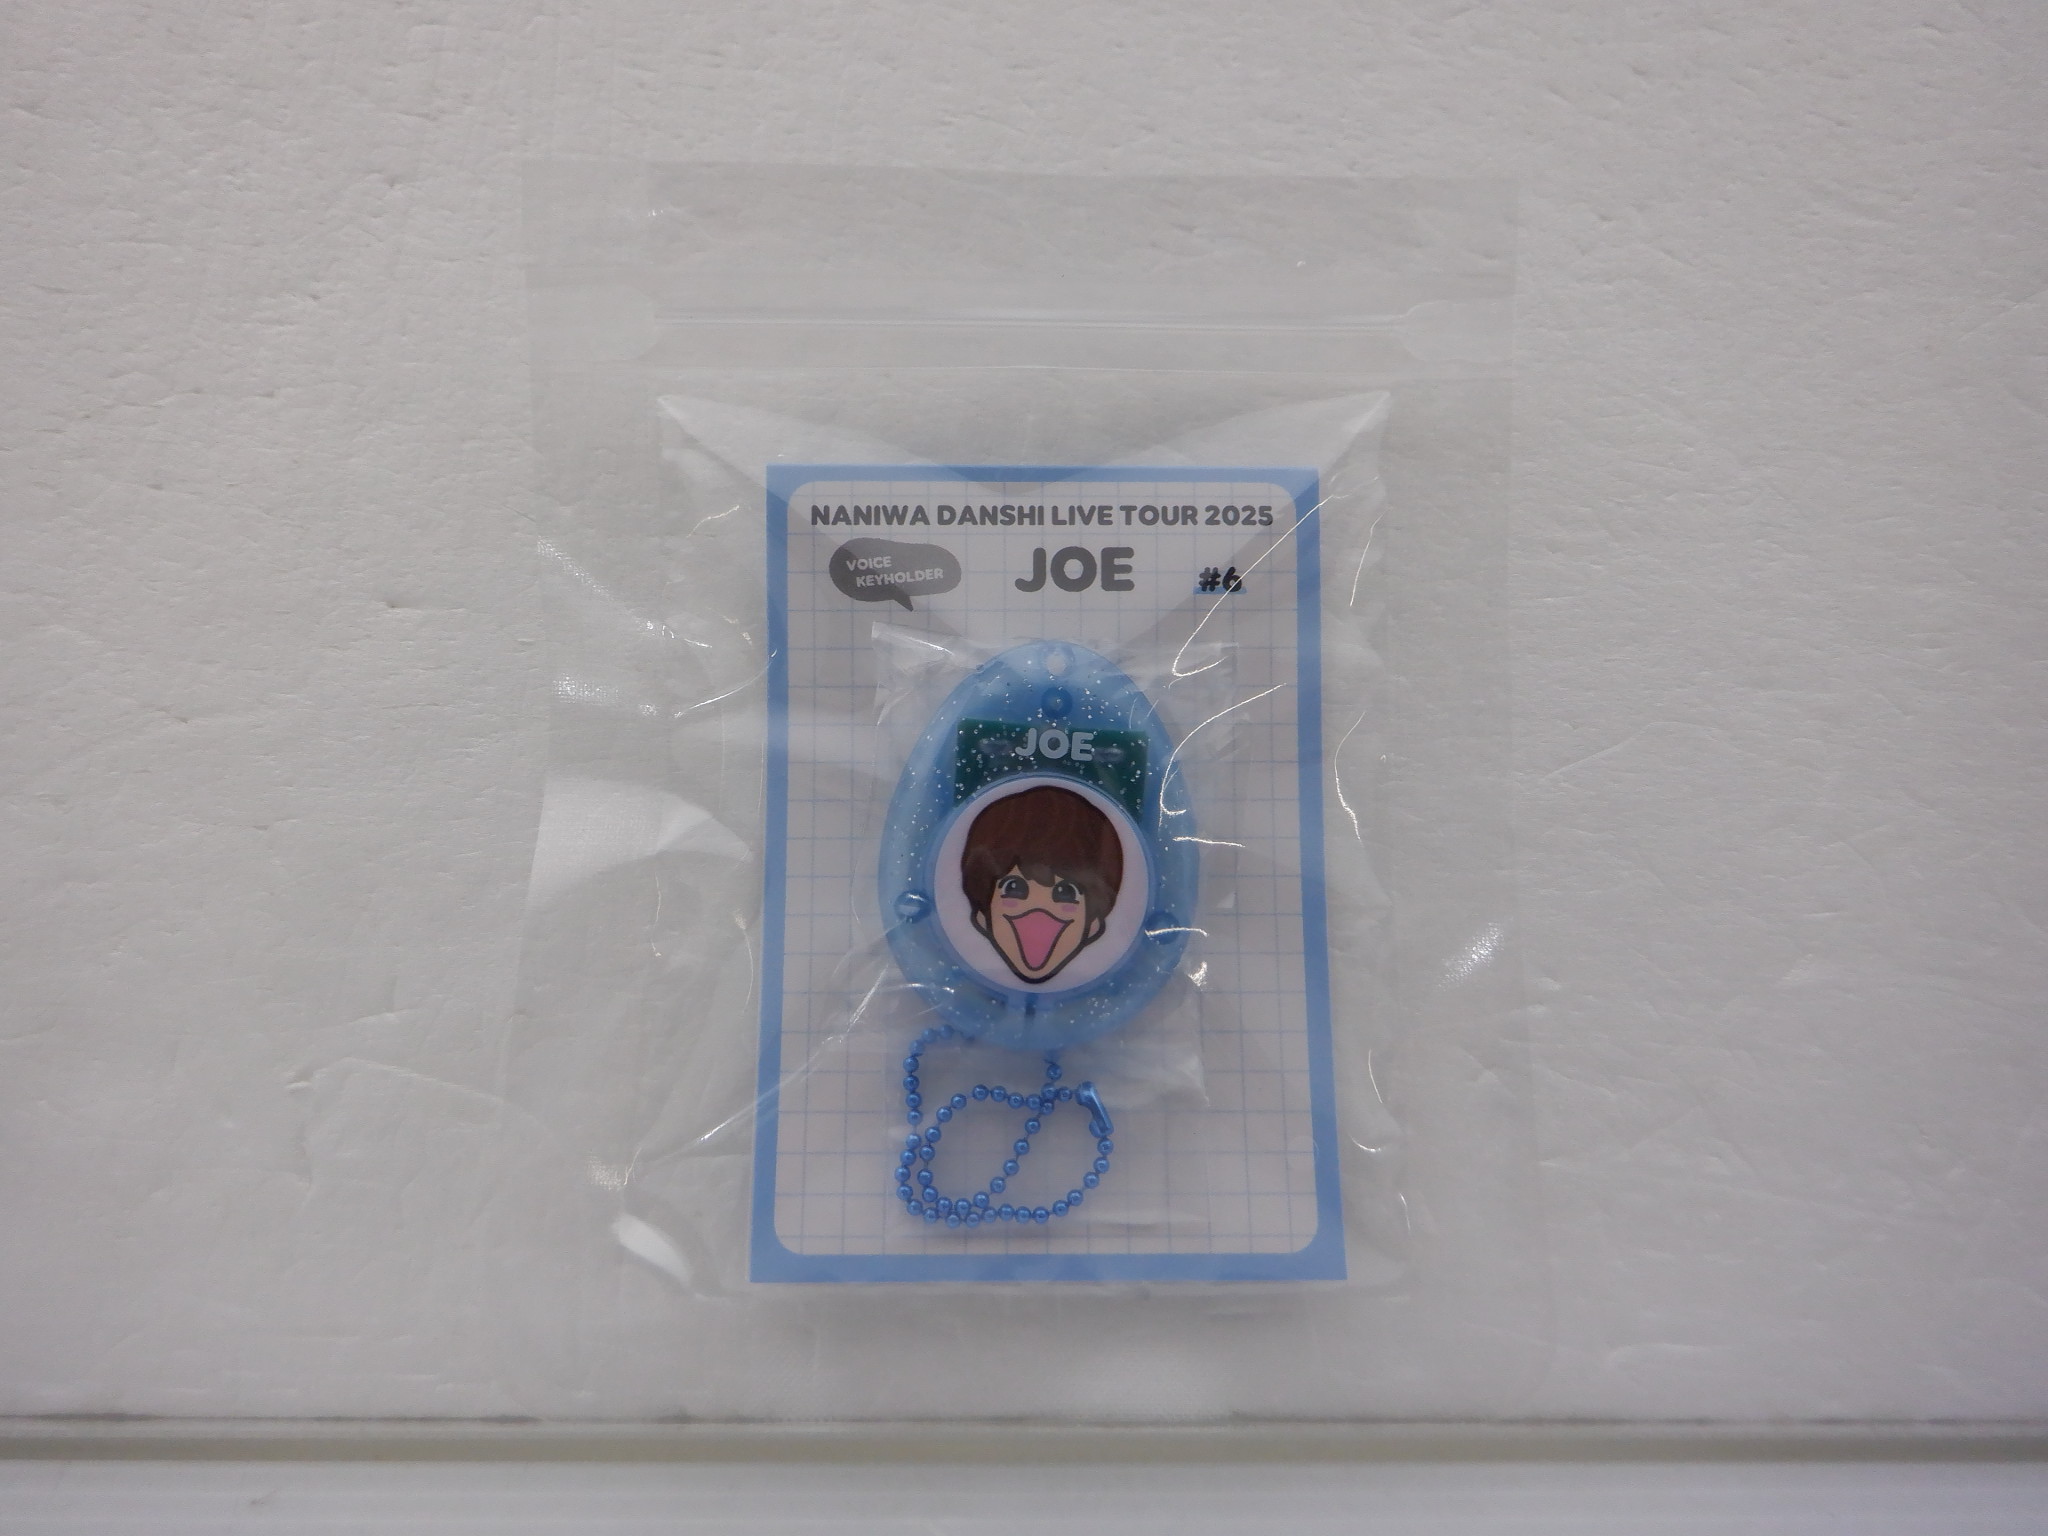 NANIWA DANSHI LIVE TOUR 2025
VOICE
KEYHOLDER
JOE
#6
JOE